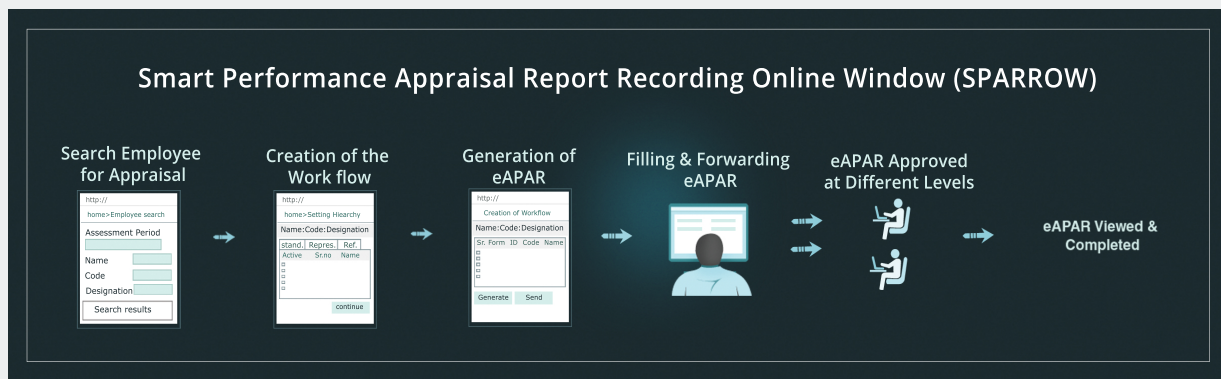 Smart Performance Appraisal Report Recording Online Window (SPARROW)
Search Employee
for Appraisal
http://
home>Employee search
Assessment Period
Name
Code
Designation
Search results
Creation of the
Work flow
http://
home>Setting Hiearchy
Name:Code:Designation
stand. Repres. Ref.
Active Sr.no Name
continue
Generation of
eAPAR
http://
Creation of Workflow
Name:Code:Designation
Sr. Form ID Code Name
Generate Send
Filling & Forwarding
eAPAR
eAPAR Approved
at Different Levels
eAPAR Viewed &
Completed